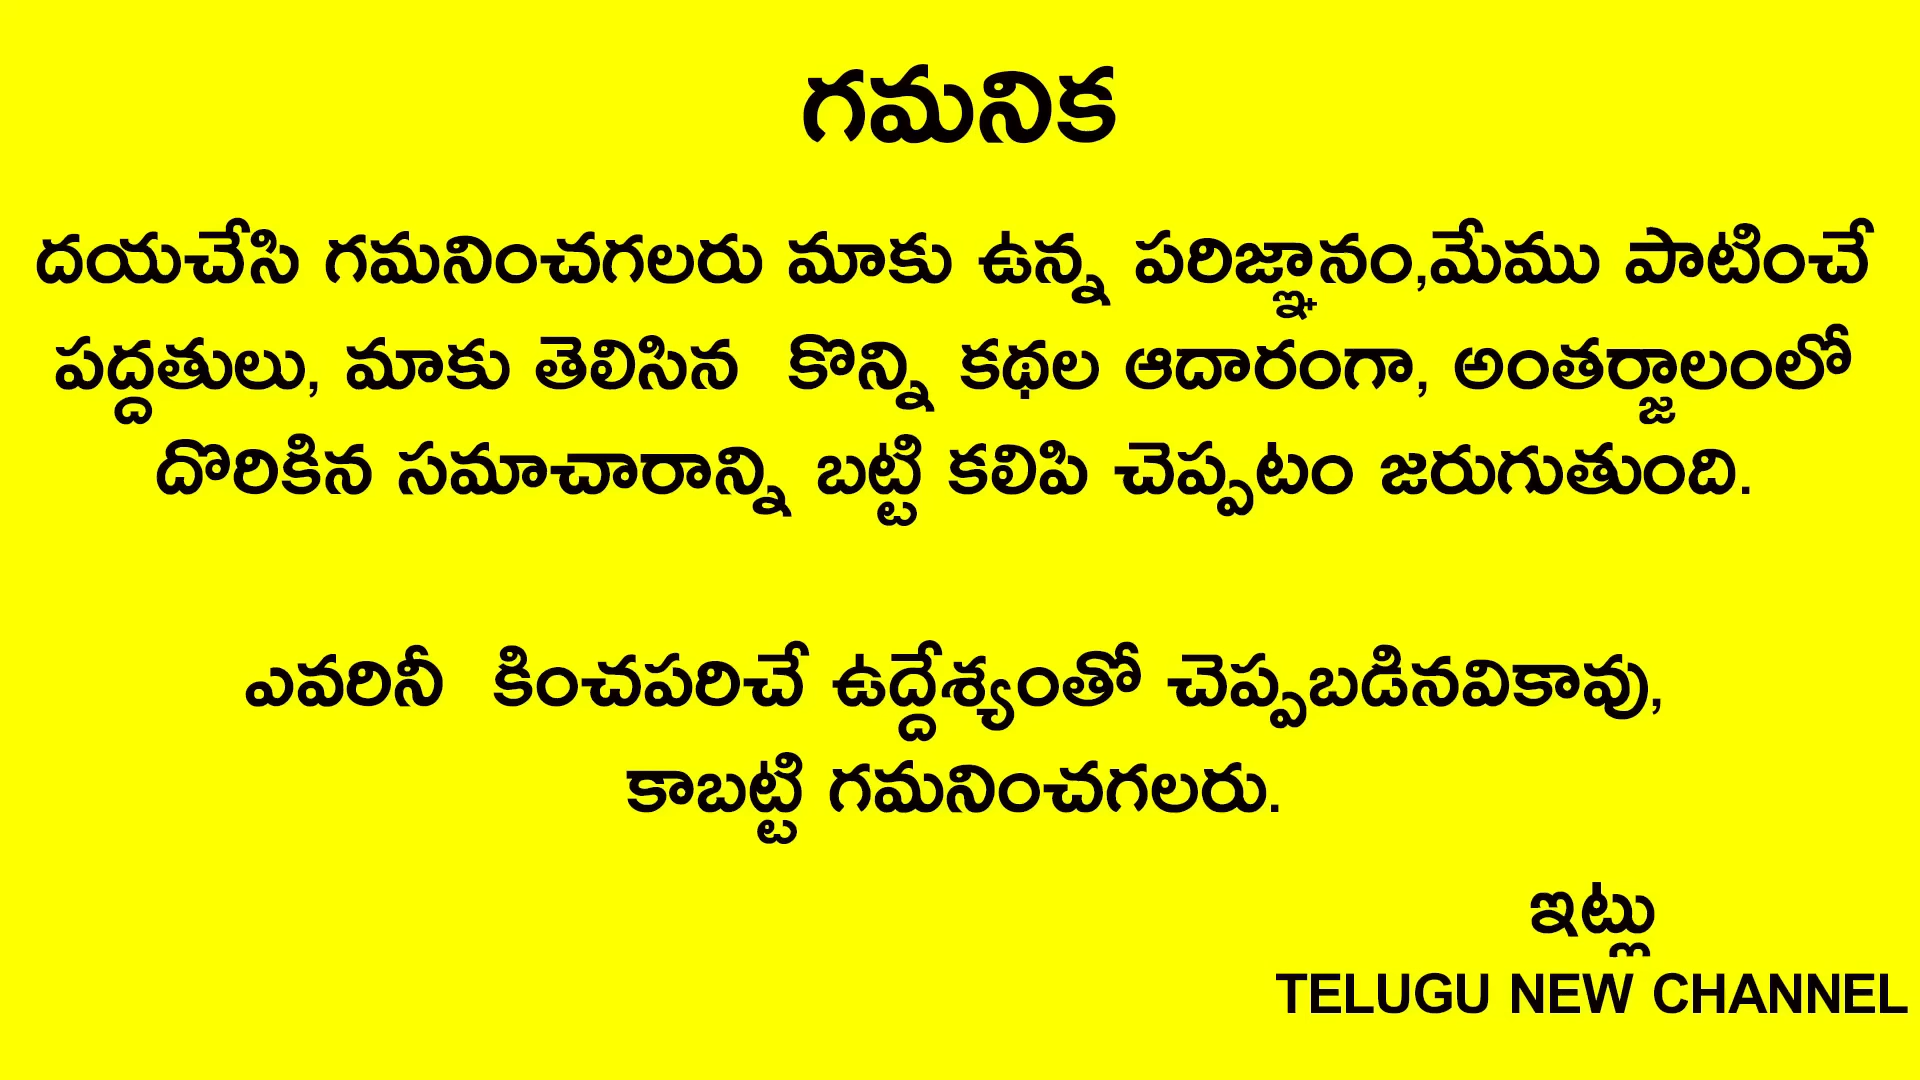 గమనిక
దయచేసి గమనించగలరు మాకు ఉన్న పరిజ్ఞానం,మేము పాటించే
పద్దతులు, మాకు తెలిసిన కొన్ని కథల ఆదారంగా, అంతర్జాలంలో
దొరికిన సమాచారాన్ని బట్టి కలిపి చెప్పటం జరుగుతుంది.
ఎవరినీ కించపరిచే ఉద్దేశ్యంతో చెప్పబడినవికావు,
కాబట్టి గమనించగలరు.
ఇట్లు
TELUGU NEW CHANNEL